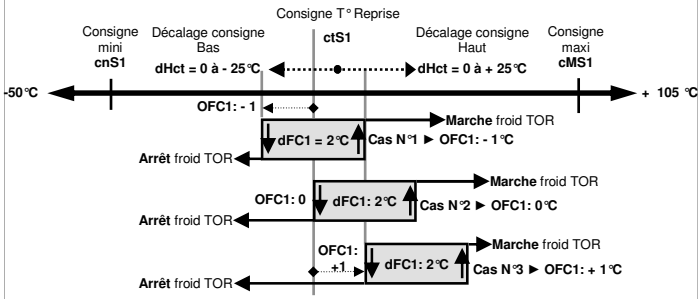 Consigne T° Reprise
ctS1
Consigne
mini
cnS1
Décalage consigne
Bas
dHct = 0 à - 25°C
Décalage consigne
Haut
dHct = 0 à + 25°C
Consigne
maxi
cMS1
-50°C
+ 105°C
OFC1: - 1
Marche froid TOR
dFC1 = 2°C
Cas N°1 ► OFC1: - 1°C
Arrêt froid TOR
Marche froid TOR
OFC1: 0
dFC1: 2°C
Cas N°2 ► OFC1: 0°C
Arrêt froid TOR
Marche froid TOR
OFC1:
+1
dFC1: 2°C
Cas N°3 ► OFC1: + 1°C
Arrêt froid TOR